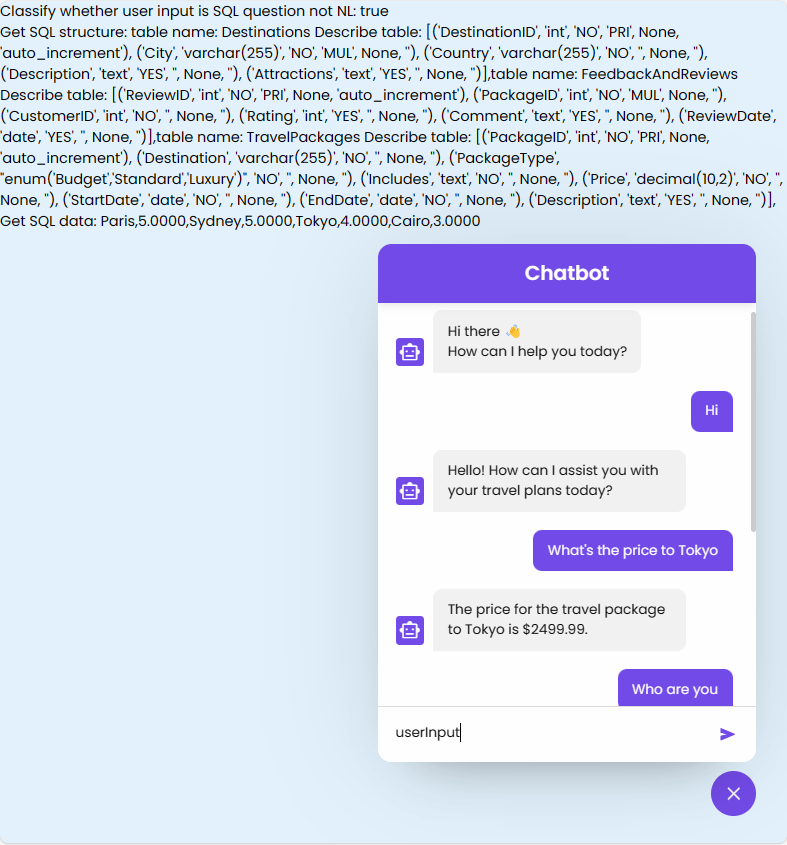 Classify whether user input is SQL question not NL: true
Get SQL structure: table name: Destinations Describe table: [('DestinationID', 'int', 'NO', 'PRI', None,
'auto_increment'), ('City', 'varchar(255)', 'NO', 'MUL', None, ''), ('Country', 'varchar(255)', 'NO', '', None, ''),
('Description', 'text', 'YES', '', None, ''), ('Attractions', 'text', 'YES', '', None, '')],table name: FeedbackAndReviews
Describe table: [('ReviewID', 'int', 'NO', 'PRI', None, 'auto_increment'), ('PackageID', 'int', 'NO', 'MUL', None, ''),
('CustomerID', 'int', 'NO', '', None, ''), ('Rating', 'int', 'YES', '', None, ''), ('Comment', 'text', 'YES', '', None, ''), ('ReviewDate',
'date', 'YES', '', None, '')],table name: TravelPackages Describe table: [('PackageID', 'int', 'NO', 'PRI', None,
'auto_increment'), ('Destination', 'varchar(255)', 'NO', '', None, ''), ('PackageType',
"enum('Budget','Standard','Luxury')", 'NO', '', None, ''), ('Includes', 'text', 'NO', '', None, ''), ('Price', 'decimal(10,2)', 'NO', '',
None, ''), ('StartDate', 'date', 'NO', '', None, ''), ('EndDate', 'date', 'NO', '', None, ''), ('Description', 'text', 'YES', '', None, '')],
Get SQL data: Paris,5.0000,Sydney,5.0000,Tokyo,4.0000,Cairo,3.0000
Chatbot
Hi there 👋
How can I help you today?
Hi
Hello! How can I assist you with
your travel plans today?
What's the price to Tokyo
The price for the travel package
to Tokyo is $2499.99.
Who are you
userInput